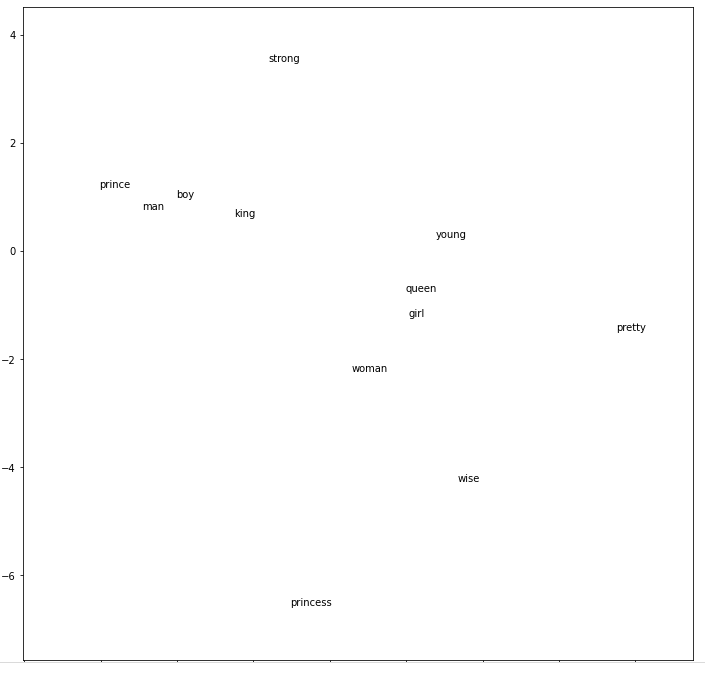 4
strong
2
prince
boy
man
king
young
0
queen
girl
pretty
−2
woman
−4
wise
−6
princess